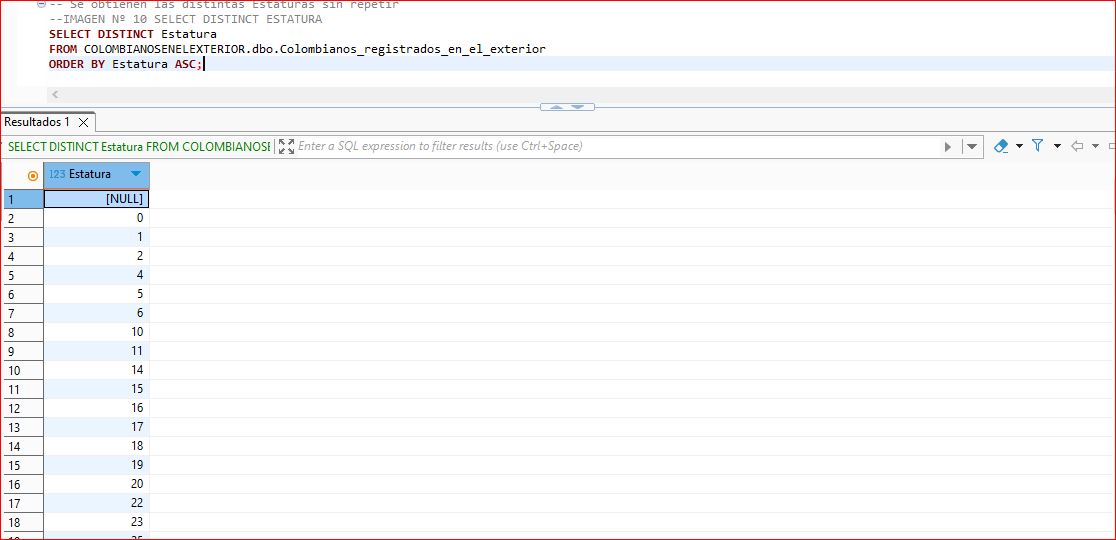 -- Se obtienen las distintas Estaturas sin repetir
--IMAGEN Nº 10 SELECT DISTINCT ESTATURA
SELECT DISTINCT Estatura
FROM COLOMBIANOSENELEXTERIOR.dbo.Colombianos_registrados_en_el_exterior
ORDER BY Estatura ASC;
Resultados 1
SELECT DISTINCT Estatura FROM COLOMBIANOSE
Enter a SQL expression to filter results (use Ctrl+Space)
123 Estatura
1 [NULL]
2 0
3 1
4 2
5 4
6 5
7 6
8 10
9 11
10 14
11 15
12 16
13 17
14 18
15 19
16 20
17 22
18 23